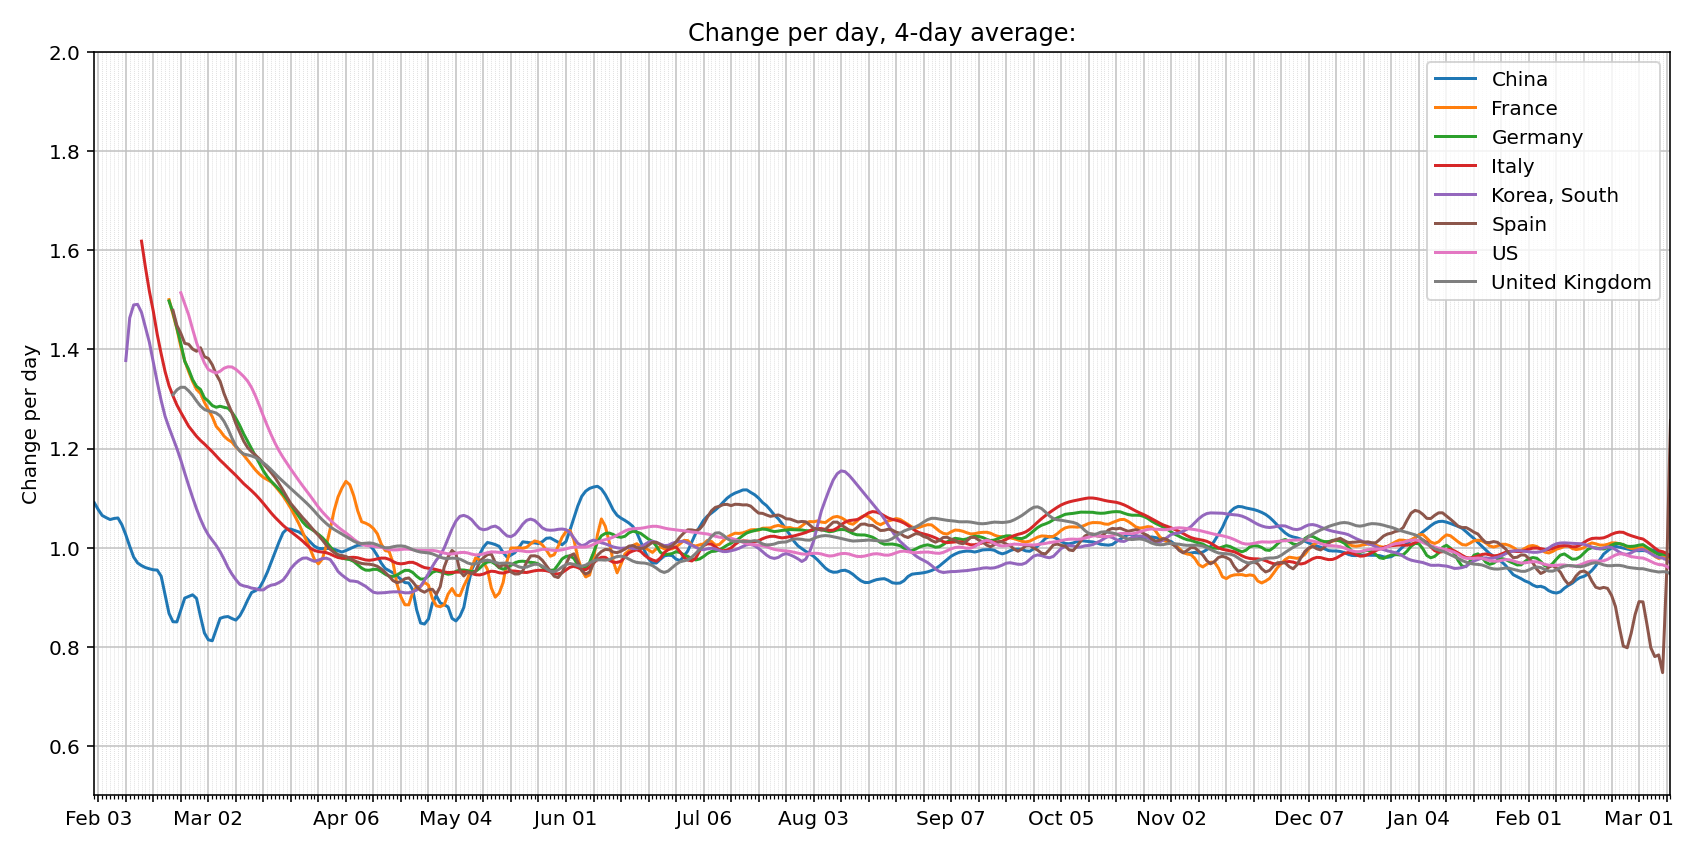 Change per day, 4-day average:
Change per day
2.0
1.8
1.6
1.4
1.2
1.0
0.8
0.6
China
France
Germany
Italy
Korea, South
Spain
US
United Kingdom
Feb 03 Mar 02 Apr 06 May 04 Jun 01 Jul 06 Aug 03 Sep 07 Oct 05 Nov 02 Dec 07 Jan 04 Feb 01 Mar 01